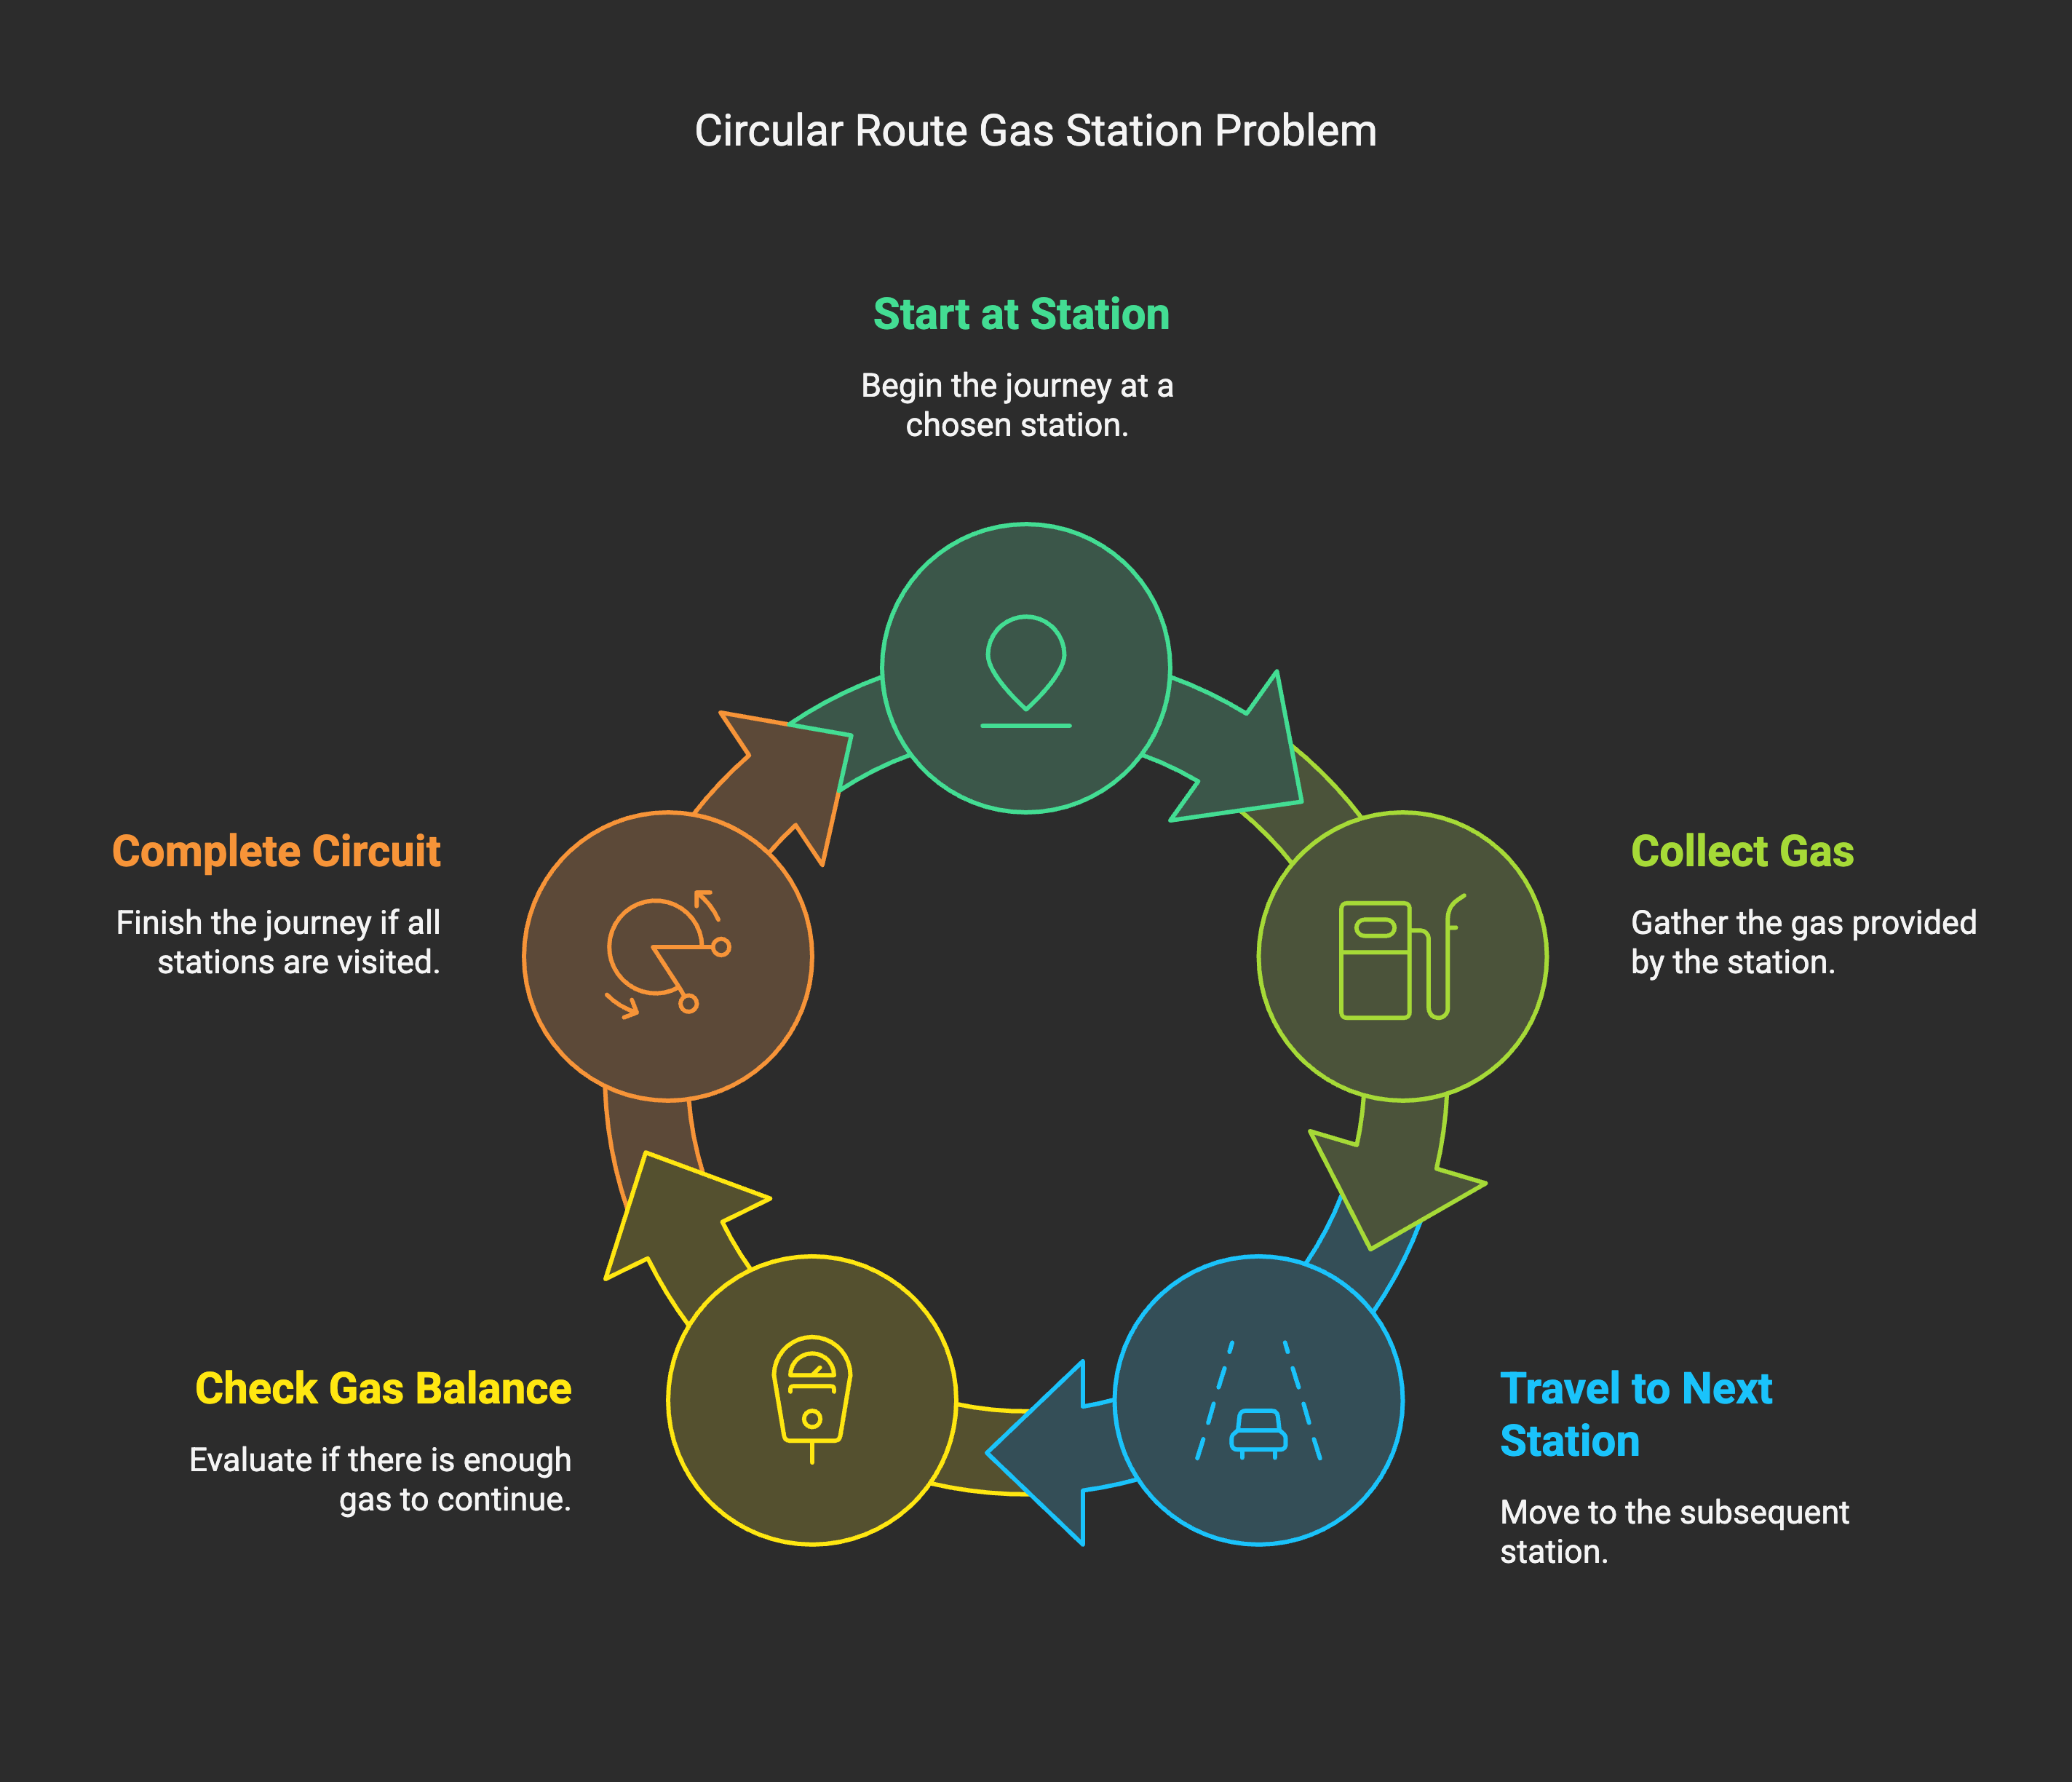 Circular Route Gas Station Problem
Start at Station
Begin the journey at a
chosen station.
Complete Circuit
Finish the journey if all
stations are visited.
Collect Gas
Gather the gas provided
by the station.
Check Gas Balance
Evaluate if there is enough
gas to continue.
Travel to Next
Station
Move to the subsequent
station.